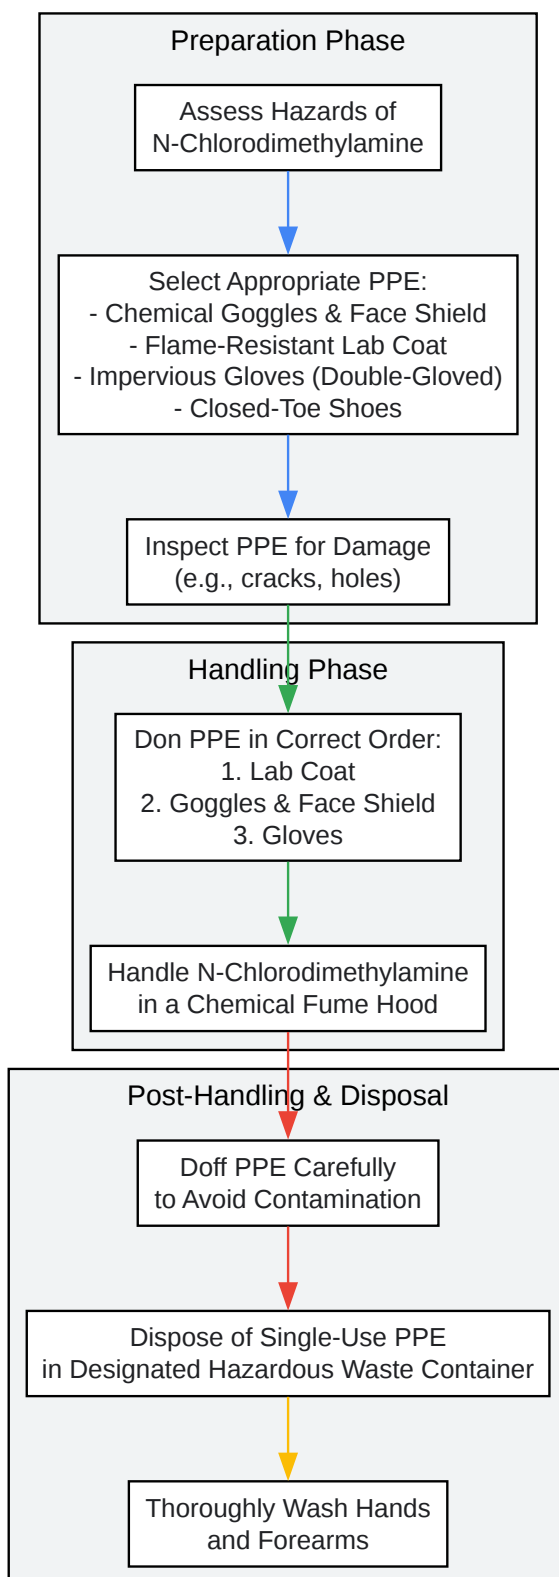 Preparation Phase
Assess Hazards of
N-Chlorodimethylamine
Select Appropriate PPE:
- Chemical Goggles & Face Shield
- Flame-Resistant Lab Coat
- Impervious Gloves (Double-Gloved)
- Closed-Toe Shoes
Inspect PPE for Damage
(e.g., cracks, holes)
Handling Phase
Don PPE in Correct Order:
1. Lab Coat
2. Goggles & Face Shield
3. Gloves
Handle N-Chlorodimethylamine
in a Chemical Fume Hood
Post-Handling & Disposal
Doff PPE Carefully
to Avoid Contamination
Dispose of Single-Use PPE
in Designated Hazardous Waste Container
Thoroughly Wash Hands
and Forearms